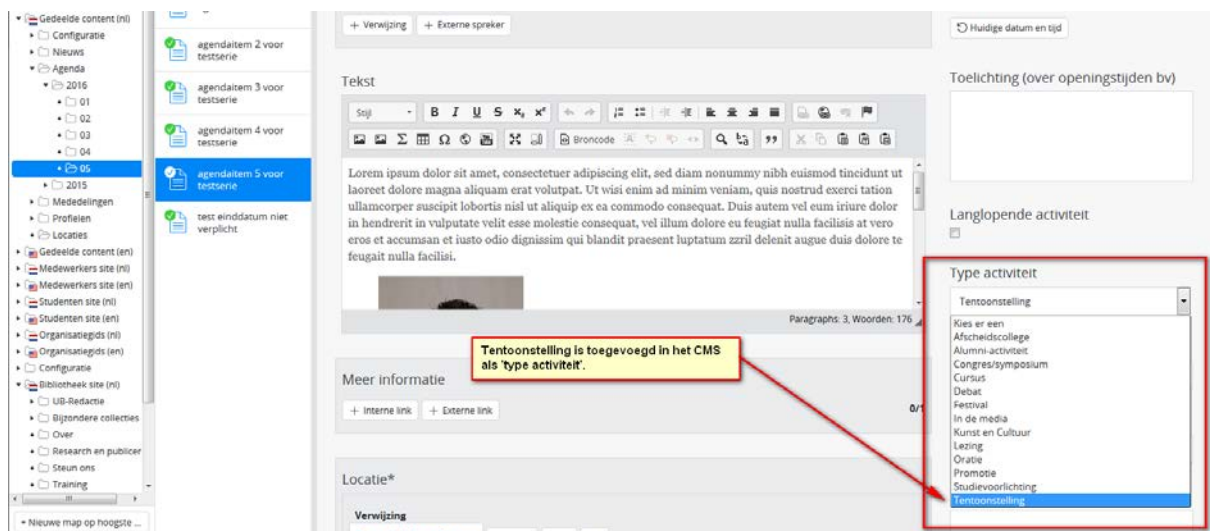 Gedeelde content (nl)
Configuratie
Nieuws
Agenda
2016
01
02
03
04
05
2015
Mededelingen
Profielen
Locaties
Gedeelde content (en)
Medewerkers site (nl)
Medewerkers site (en)
Studenten site (nl)
Studenten site (en)
Organisatiegids (nl)
Organisatiegids (en)
Configuratie
Bibliotheek site (nl)
UB-Redactie
Bijzondere collecties
Over
Research en publicer
Steun ons
Training
+ Nieuwe map op hoogste ...
agendaitem 2 voor
testserie
agendaitem 3 voor
testserie
agendaitem 4 voor
testserie
agendaitem 5 voor
testserie
test einddatum niet
verplicht
+ Verwijzing + Externe spreker
Tekst
Stijl B I U S x₂ x²
Σ Ω Broncode
Lorem ipsum dolor sit amet, consectetuer adipiscing elit, sed diam nonummy nibh euismod tincidunt ut
laoreet dolore magna aliquam erat volutpat. Ut wisi enim ad minim veniam, quis nostrud exerci tation
ullamcorper suscipit lobortis nisl ut aliquip ex ea commodo consequat. Duis autem vel eum iriure dolor
in hendrerit in vulputate velit esse molestie consequat, vel illum dolore eu feugiat nulla facilisis at vero
eros et accumsan et iusto odio dignissim qui blandit praesent luptatum zzril delenit augue duis dolore te
feugait nulla facilisi.
Paragraphs: 3, Woorden: 176
Tentoonstelling is toegevoegd in het CMS
als 'type activiteit'.
Meer informatie
+ Interne link + Externe link
0/1
Locatie*
Verwijzing
Huidige datum en tijd
Toelichting (over openingstijden bv)
Langlopende activiteit
Type activiteit
Tentoonstelling
Kies er een
Afscheidscollege
Alumni-activiteit
Congres/symposium
Cursus
Debat
Festival
In de media
Kunst en Cultuur
Lezing
Oratie
Promotie
Studievoorlichting
Tentoonstelling